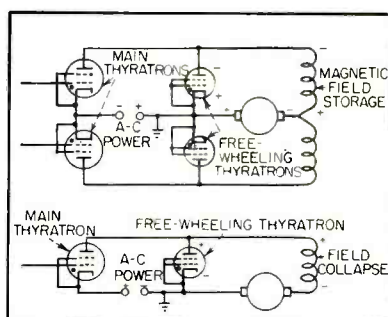 MAIN
THYRATRONS
A-C
POWER
FREE-
WHEELING
THYRATRONS
MAGNETIC
FIELD
STORAGE
MAIN
THYRATRON
FREE-WHEELING THYRATRON
A-C
POWER
FIELD
COLLAPSE